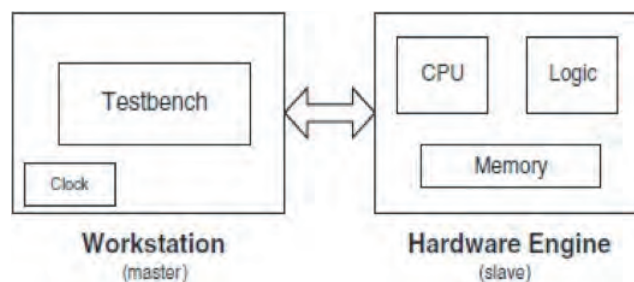 Testbench
Clock
Workstation
(master)
CPU
Logic
Memory
Hardware Engine
(slave)